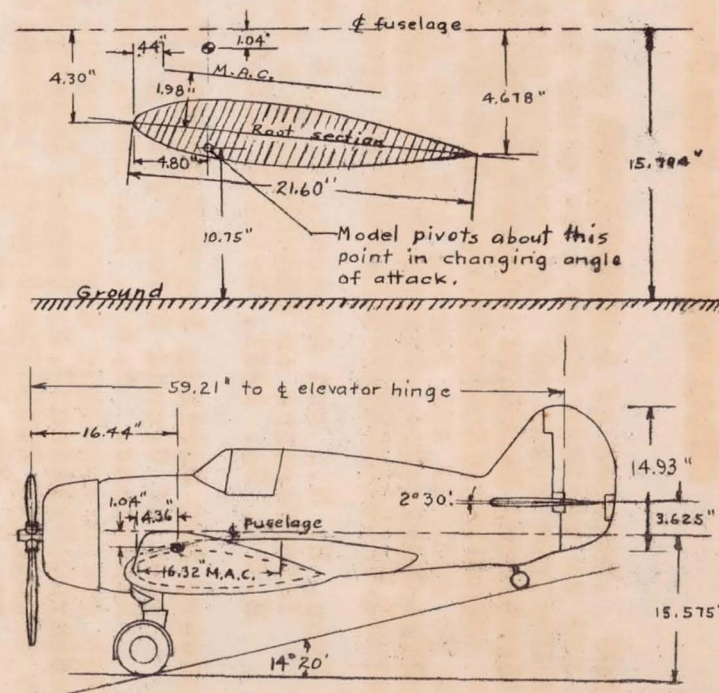 ℄ fuselage
.44"
1.04"
M.A.C.
4.30"
1.98"
4.678"
Root section
4.80"
21.60"
15.794"
10.75"
Model pivots about this
point in changing angle
of attack.
Ground
59.21" to ℄ elevator hinge
16.44"
14.93"
1.04"
4.36"
2°30'
℄ fuselage
3.625"
16.32" M.A.C.
15.575"
14°20'